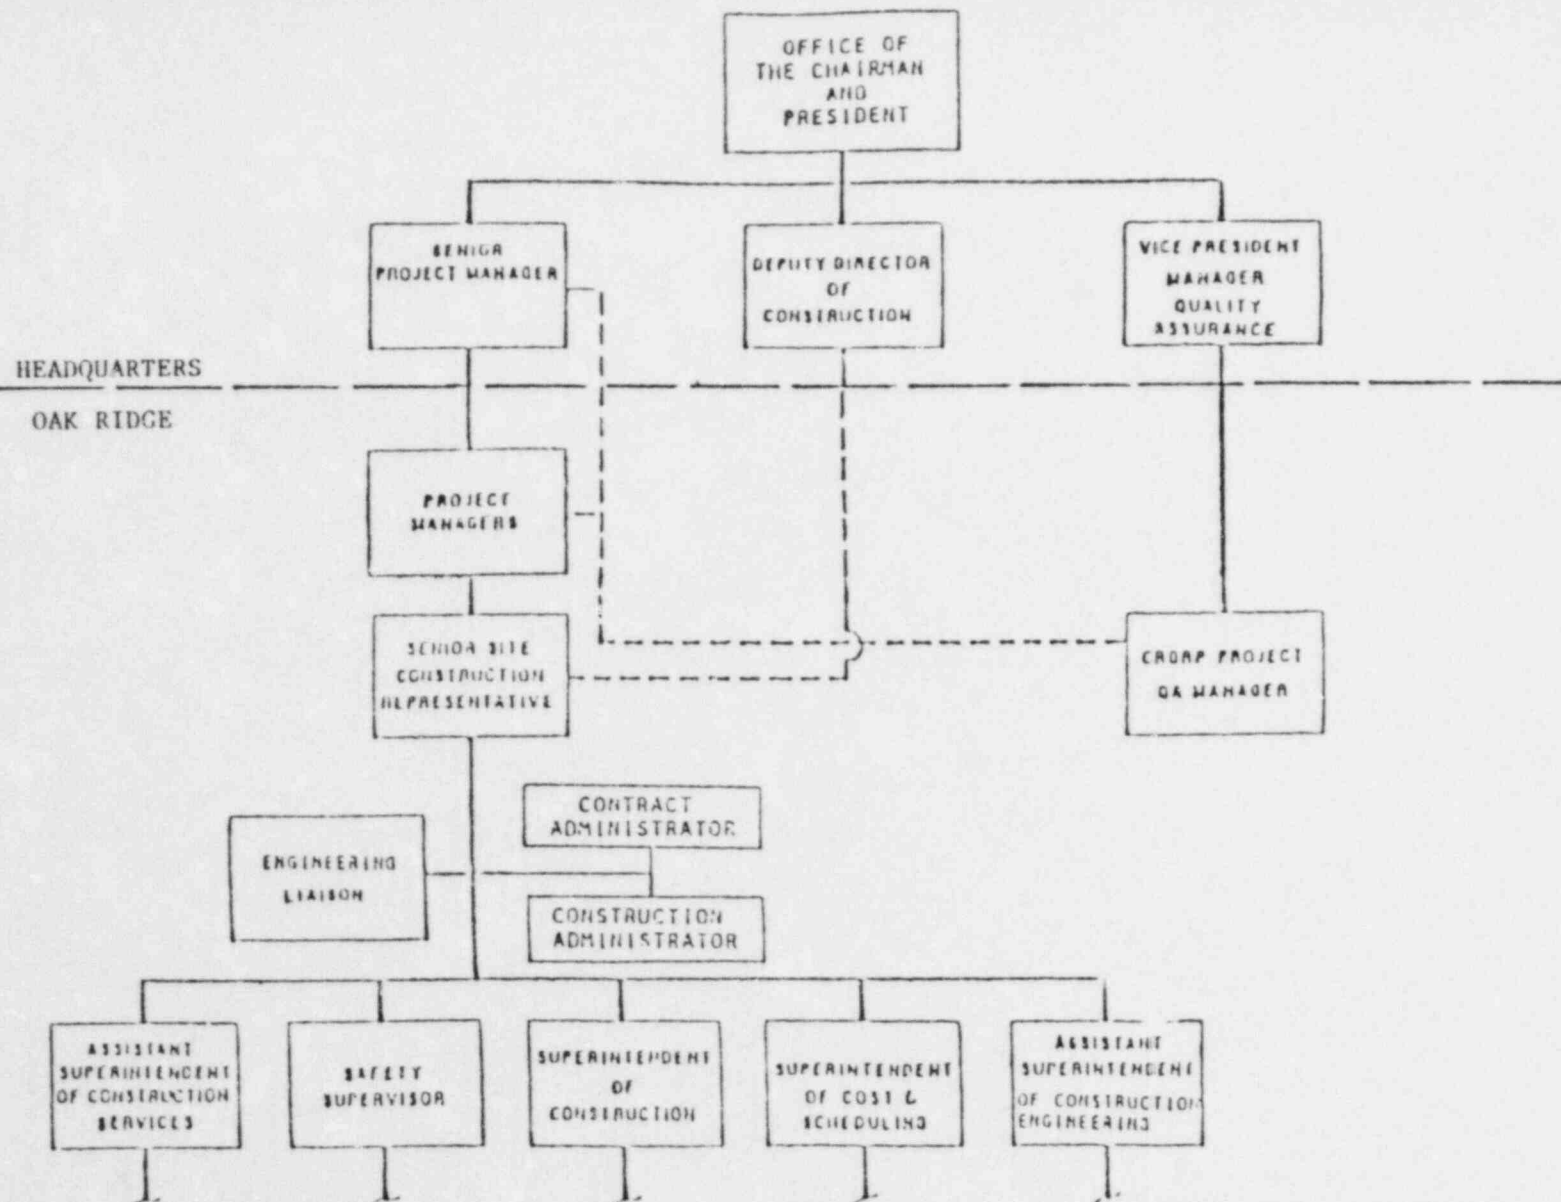 OFFICE OF
THE CHAIRMAN
AND
PRESIDENT
SENIOR
PROJECT MANAGER
DEPUTY DIRECTOR
OF
CONSTRUCTION
VICE PRESIDENT
MANAGER
QUALITY
ASSURANCE
HEADQUARTERS
OAK RIDGE
PROJECT
MANAGERS
SENIOR SITE
CONSTRUCTION
REPRESENTATIVE
CRBRP PROJECT
QA MANAGER
CONTRACT
ADMINISTRATOR
ENGINEERING
LIAISON
CONSTRUCTION
ADMINISTRATOR
ASSISTANT
SUPERINTENDENT
OF CONSTRUCTION
SERVICES
SAFETY
SUPERVISOR
SUPERINTENDENT
OF
CONSTRUCTION
SUPERINTENDENT
OF COST &
SCHEDULING
ASSISTANT
SUPERINTENDENT
OF CONSTRUCTION
ENGINEERING